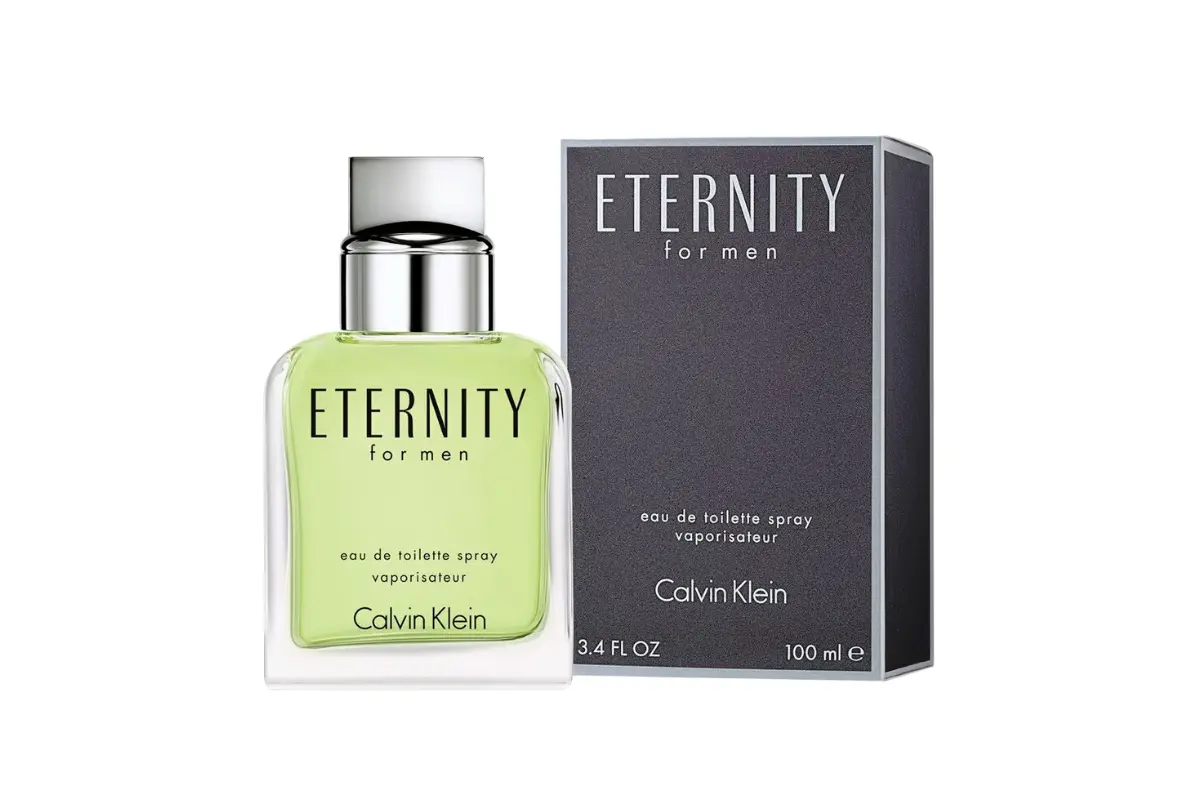 ETERNITY
for men
eau de toilette spray
vaporisateur
Calvin Klein
ETERNITY
for men
eau de toilette spray
vaporisateur
Calvin Klein
3.4 FL OZ 100 ml ℮